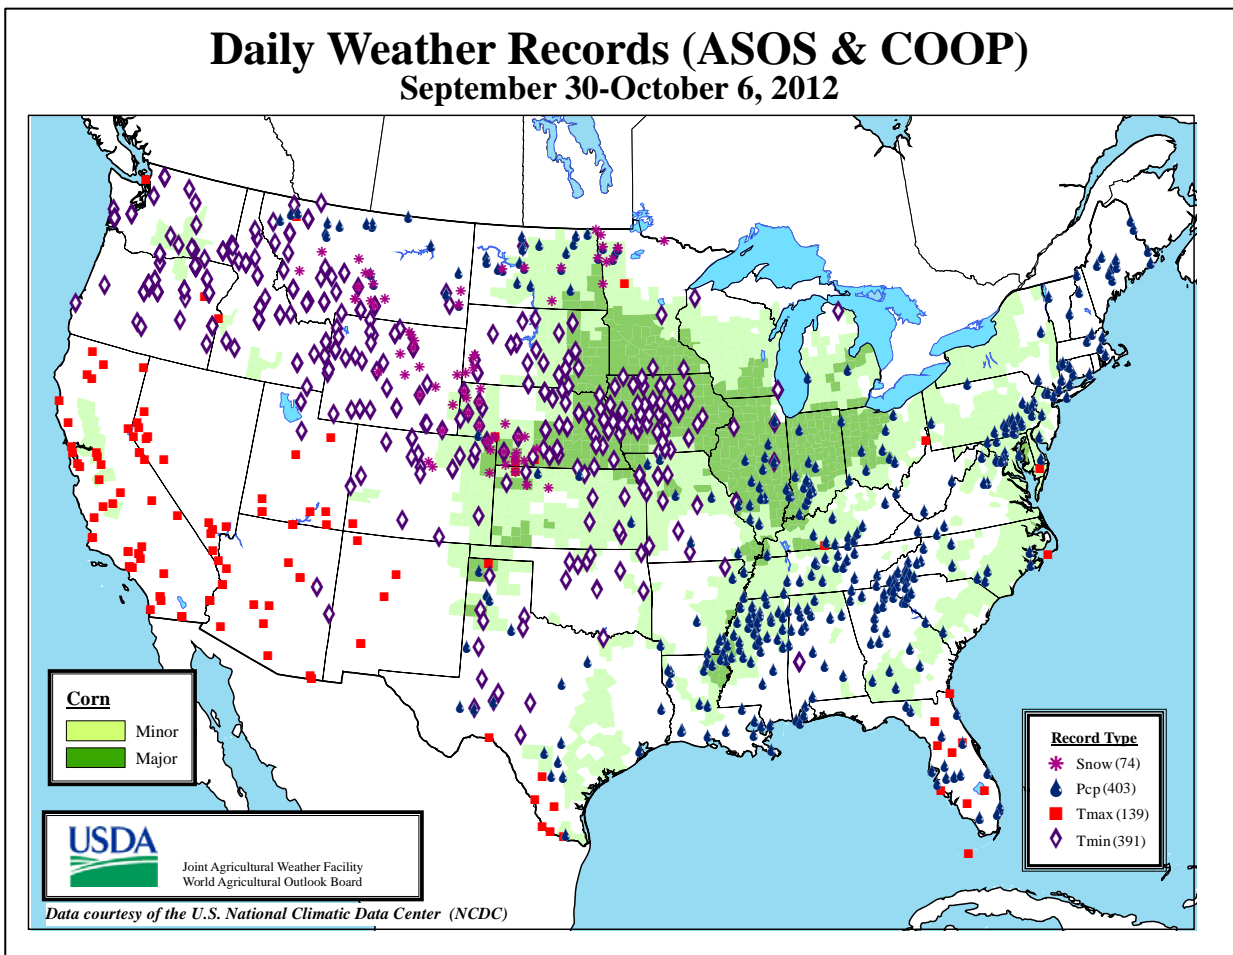 Daily Weather Records (ASOS & COOP)
September 30-October 6, 2012
Corn
Minor
Major
Record Type
Snow (74)
Pcp (403)
Tmax (139)
Tmin (391)
USDA
Joint Agricultural Weather Facility
World Agricultural Outlook Board
Data courtesy of the U.S. National Climatic Data Center (NCDC)